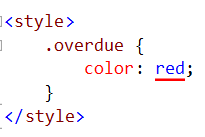 <style>
.overdue {
color: red;
}
</style>